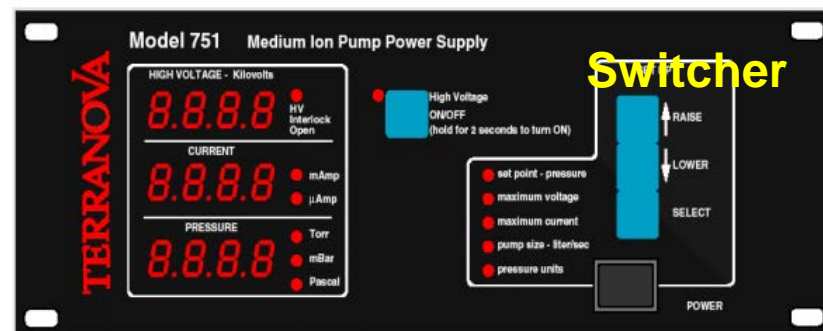 Model 751 Medium Ion Pump Power Supply
TERRANOVA
HIGH VOLTAGE - Kilovolts
8.8.8.8
HV
Interlock
Open
CURRENT
8.8.8.8
mAmp
µAmp
PRESSURE
8.8.8.8
Torr
mBar
Pascal
High Voltage
ON/OFF
(hold for 2 seconds to turn ON)
Switcher
RAISE
LOWER
SELECT
set point - pressure
maximum voltage
maximum current
pump size - liter/sec
pressure units
POWER